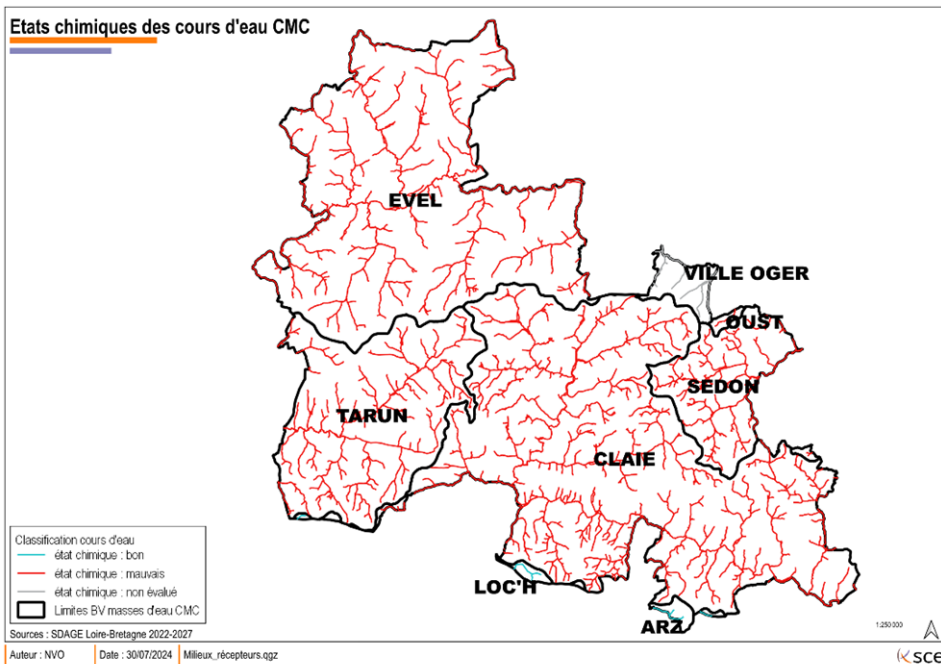 Etats chimiques des cours d'eau CMC
EVEL
VILLE OGER
OUST
SEDON
TARUN
CLAIE
LOC'H
ARZ
Classification cours d'eau
état chimique : bon
état chimique : mauvais
état chimique : non évalué
Limites BV masses d'eau CMC
Sources : SDAGE Loire-Bretagne 2022-2027
1:250 000
Auteur : NVO
Date : 30/07/2024
Milieux_récepteurs.qgz
sce